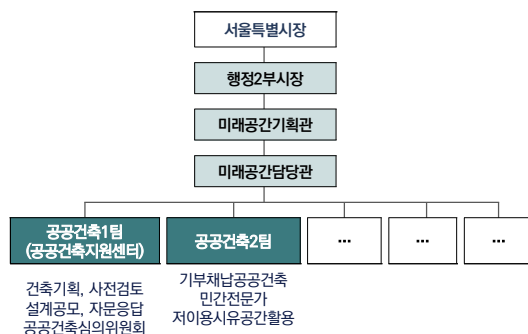 서울특별시장
행정2부시장
미래공간기획관
미래공간담당관
공공건축1팀
(공공건축지원센터)
공공건축2팀
...
...
...
건축기획, 사전검토
설계공모, 자문응답
공공건축심의위원회
기부채납공공건축
민간전문가
저이용시유공간활용